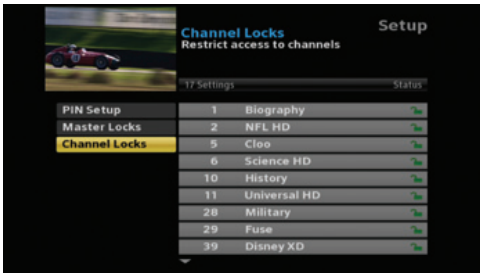 Setup
Channel Locks
Restrict access to channels
17 Settings Status
PIN Setup
Master Locks
Channel Locks
1 Biography
2 NFL HD
5 Cloo
6 Science HD
10 History
11 Universal HD
28 Military
29 Fuse
39 Disney XD